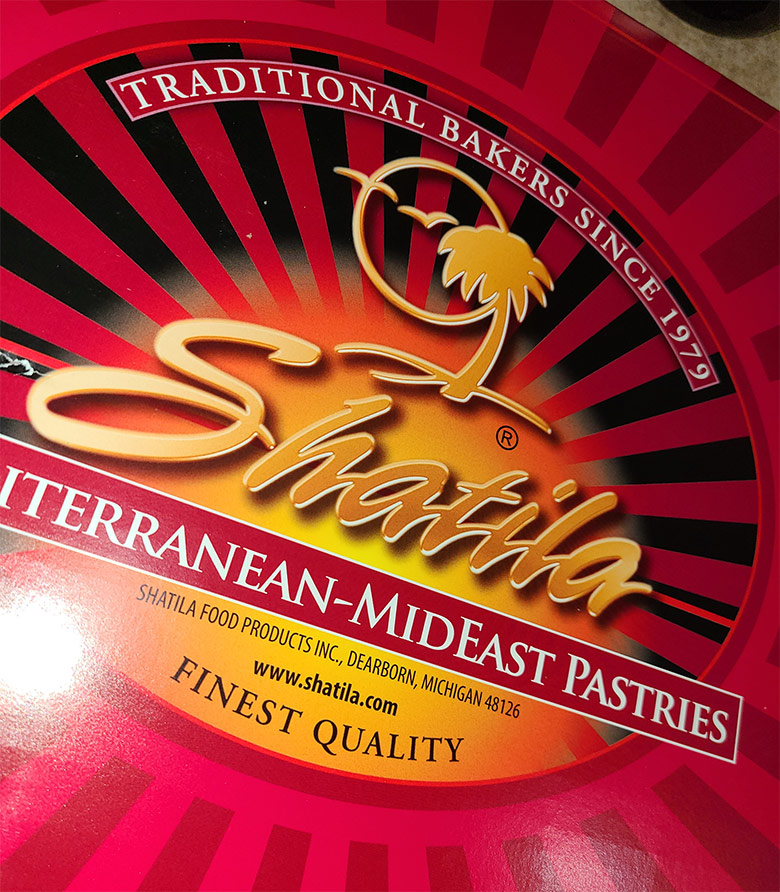 TRADITIONAL BAKERS SINCE 1979
Shatila ®
ITERRANEAN-MIDEAST PASTRIES
SHATILA FOOD PRODUCTS INC., DEARBORN, MICHIGAN 48126
www.shatila.com
FINEST QUALITY